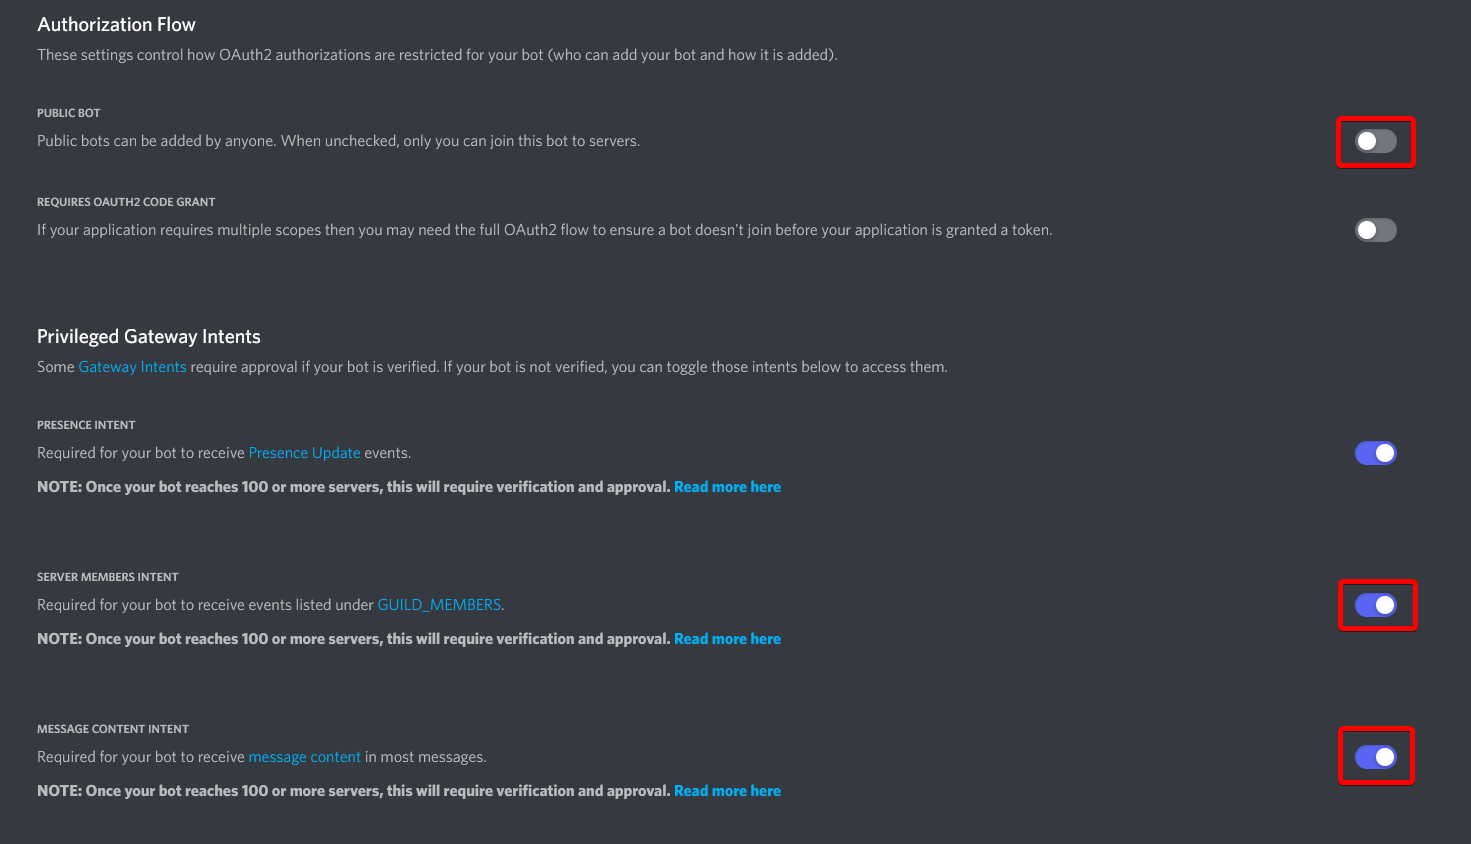 Authorization Flow
These settings control how OAuth2 authorizations are restricted for your bot (who can add your bot and how it is added).
PUBLIC BOT
Public bots can be added by anyone. When unchecked, only you can join this bot to servers.
REQUIRES OAUTH2 CODE GRANT
If your application requires multiple scopes then you may need the full OAuth2 flow to ensure a bot doesn't join before your application is granted a token.
Privileged Gateway Intents
Some Gateway Intents require approval if your bot is verified. If your bot is not verified, you can toggle those intents below to access them.
PRESENCE INTENT
Required for your bot to receive Presence Update events.
NOTE: Once your bot reaches 100 or more servers, this will require verification and approval. Read more here
SERVER MEMBERS INTENT
Required for your bot to receive events listed under GUILD_MEMBERS.
NOTE: Once your bot reaches 100 or more servers, this will require verification and approval. Read more here
MESSAGE CONTENT INTENT
Required for your bot to receive message content in most messages.
NOTE: Once your bot reaches 100 or more servers, this will require verification and approval. Read more here